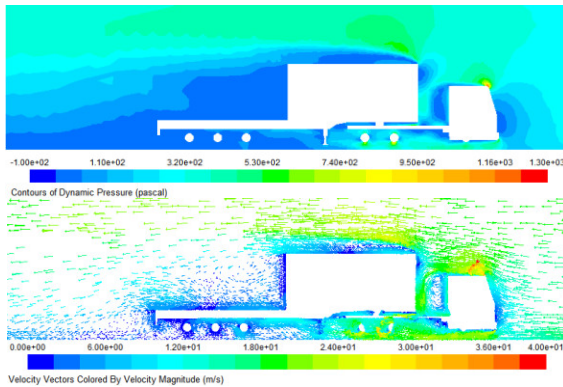 -1.00e+02 1.10e+02 3.20e+02 5.30e+02 7.40e+02 9.50e+02 1.16e+03 1.30e+03
Contours of Dynamic Pressure (pascal)
0.00e+00 6.00e+00 1.20e+01 1.80e+01 2.40e+01 3.00e+01 3.60e+01 4.00e+01
Velocity Vectors Colored By Velocity Magnitude (m/s)